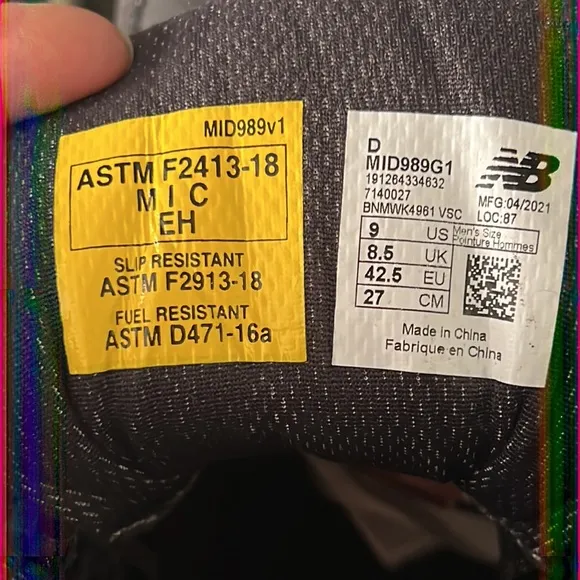 MID989v1
ASTM F2413-18
M I C
EH
SLIP RESISTANT
ASTM F2913-18
FUEL RESISTANT
ASTM D471-16a
D
MID989G1
191264334632
7140027
BNMWK4961 VSC
NB
MFG:04/2021
LOC:87
9 US
8.5 UK
42.5 EU
27 CM
Men's Size
Pointure Hommes
Made in China
Fabrique en China